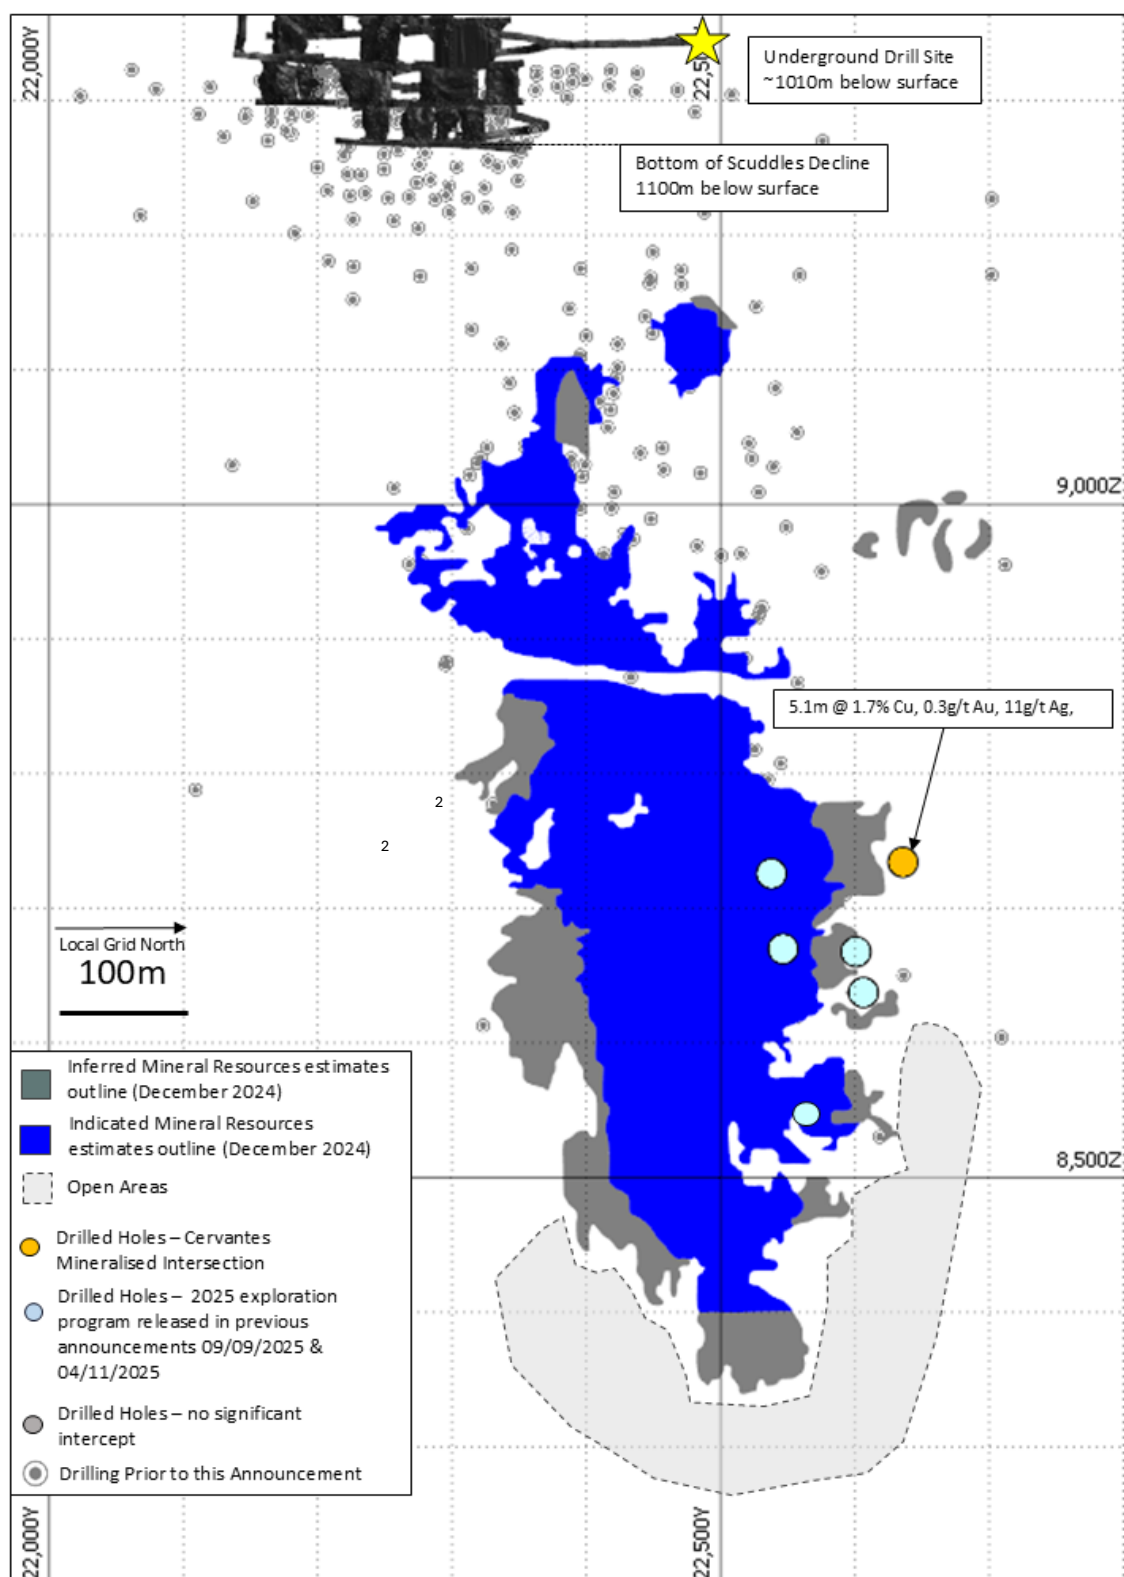 22,000Y
22,5
Underground Drill Site
~1010m below surface
Bottom of Scuddles Decline
1100m below surface
9,000Z
5.1m @ 1.7% Cu, 0.3g/t Au, 11g/t Ag,
2
2
Local Grid North
100m
Inferred Mineral Resources estimates
outline (December 2024)
Indicated Mineral Resources
estimates outline (December 2024)
8,500Z
Open Areas
Drilled Holes – Cervantes
Mineralised Intersection
Drilled Holes – 2025 exploration
program released in previous
announcements 09/09/2025 &
04/11/2025
Drilled Holes – no significant
intercept
Drilling Prior to this Announcement
22,000Y
22,500Y